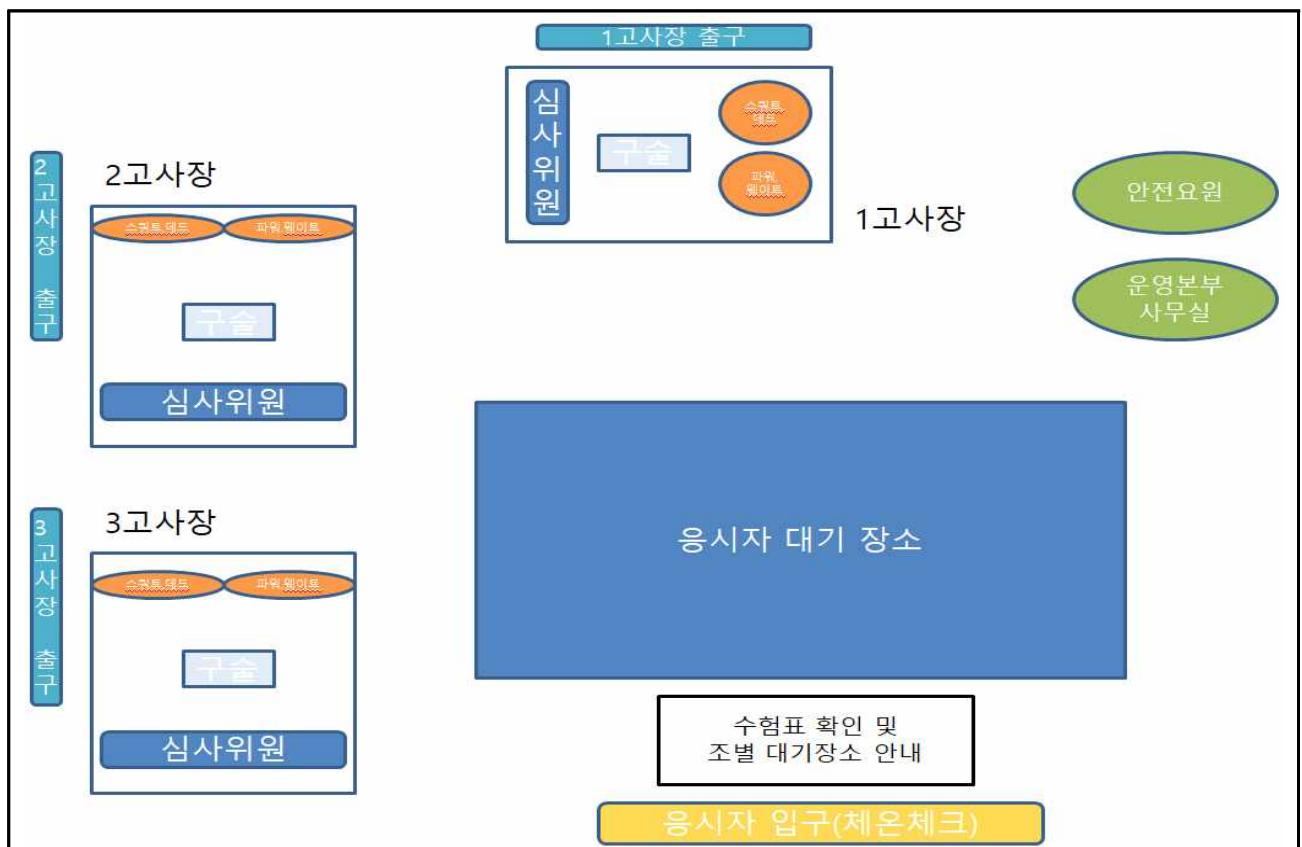 1고사장 출구
심사위원
구술
스쿼트,
데드
파워,
웨이트
1고사장
안전요원
운영본부
사무실
2고사장 출구
2고사장
스쿼트,데드
파워,웨이트
구술
심사위원
응시자 대기 장소
3고사장 출구
3고사장
스쿼트,데드
파워,웨이트
구술
심사위원
수험표 확인 및
조별 대기장소 안내
응시자 입구(체온체크)